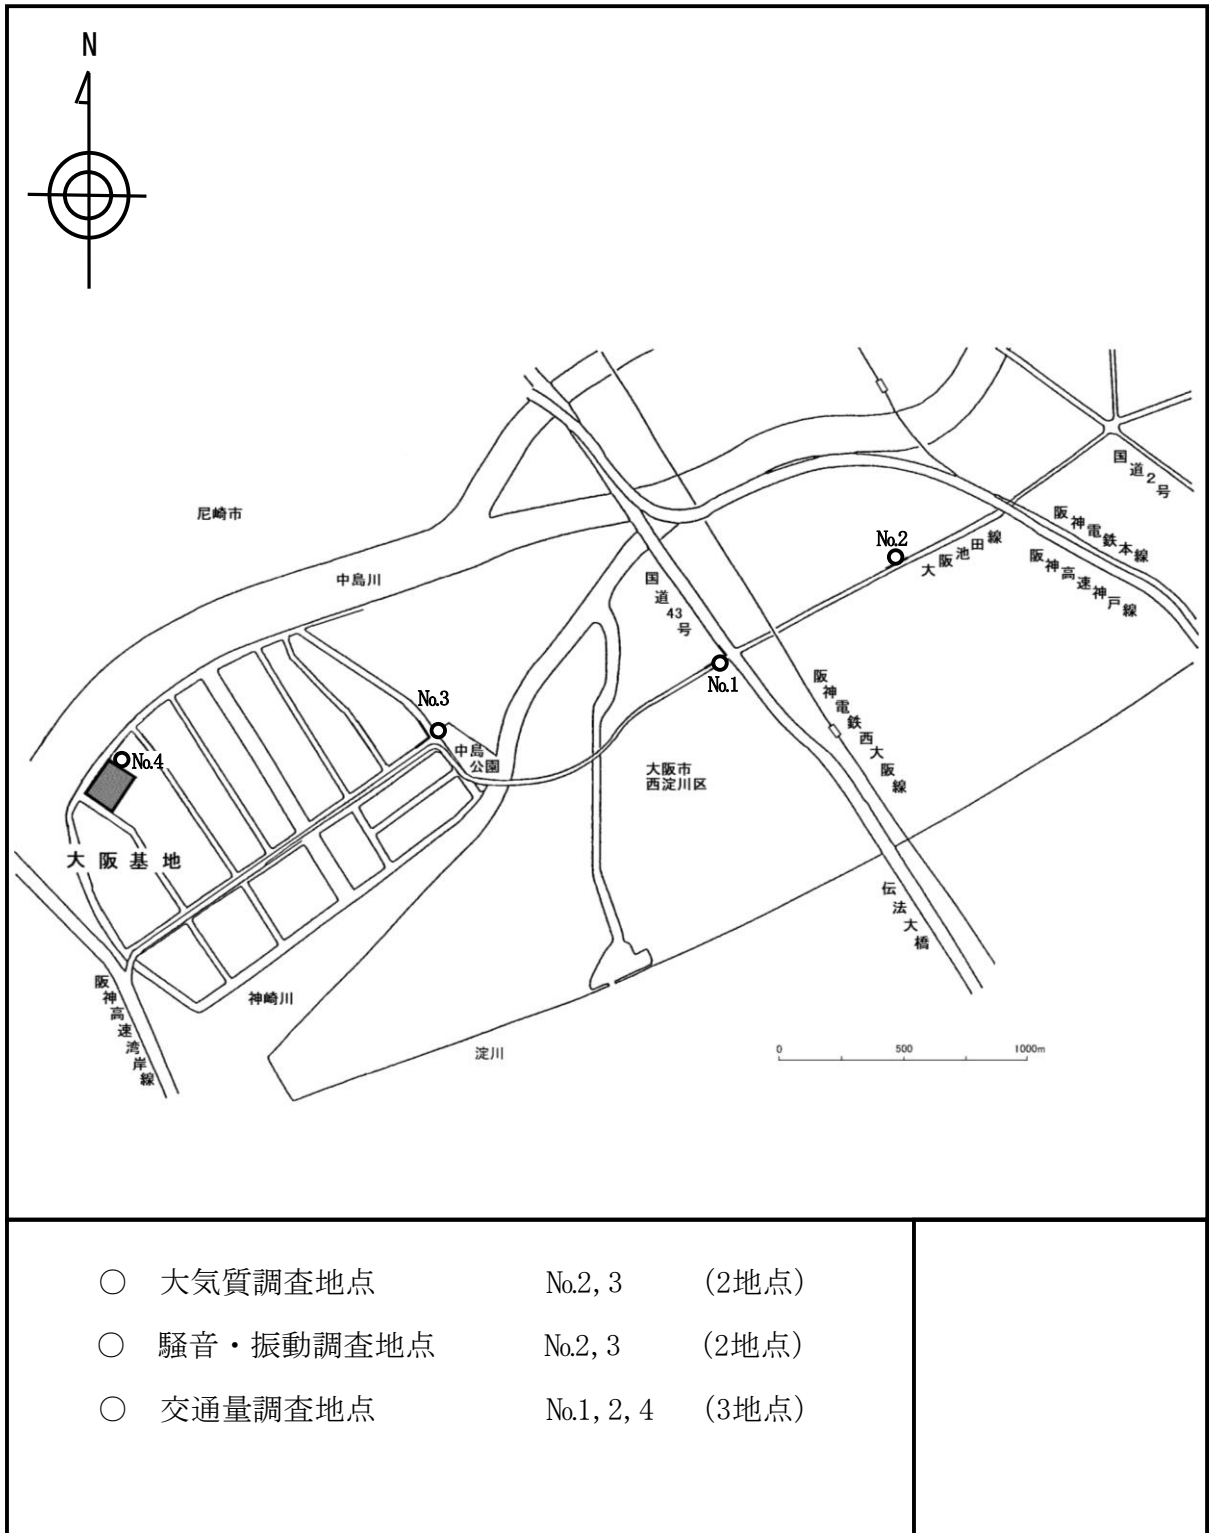 N
尼崎市
中島川
国道2号
阪神電鉄本線
阪神高速神戸線
大阪池田線
No.2
国道43号
No.1
No.3
中島
公園
No.4
大阪市
西淀川区
阪神電鉄西大阪線
大阪基地
伝法大橋
阪神高速湾岸線
神崎川
淀川
0 500 1000m
○ 大気質調査地点 No.2, 3 (2地点)
○ 騒音・振動調査地点 No.2, 3 (2地点)
○ 交通量調査地点 No.1, 2, 4 (3地点)